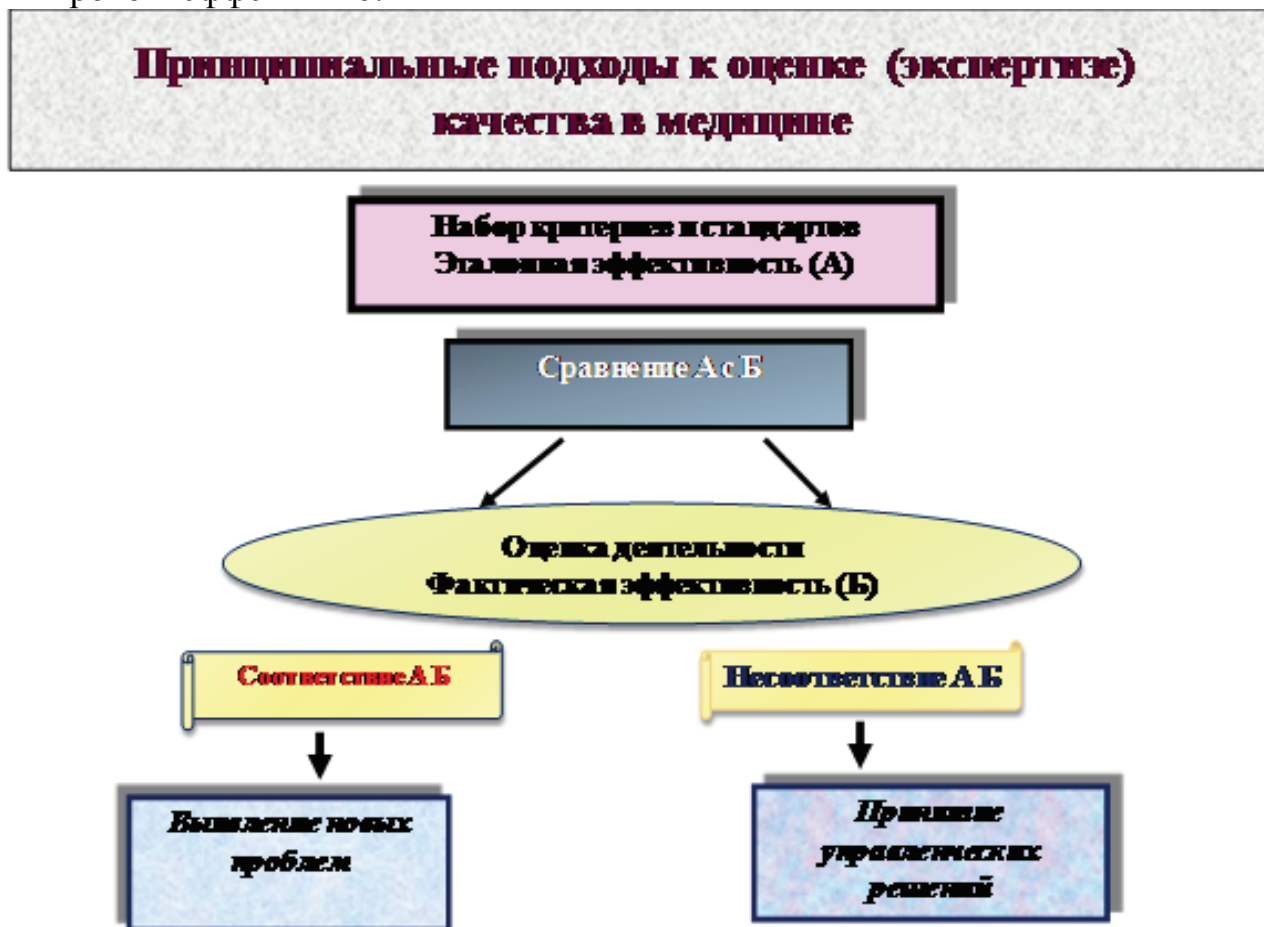 Принципиальные подходы к оценке (экспертизе)
качества в медицине
Набор критериев и стандартов
Эталонная эффективность (А)
Сравнение А с Б
Оценка деятельности
Фактическая эффективность (Б)
Соответствие А Б
Несоответствие А Б
Выявление новых
проблем
Принятие
управленческих
решений